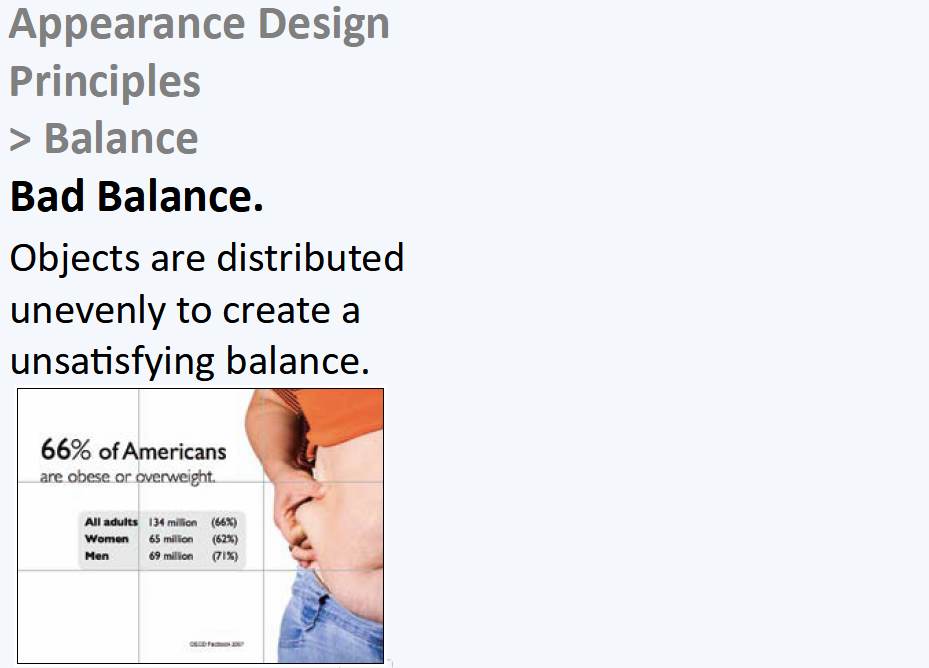 Appearance Design
Principles
> Balance
Bad Balance.
Objects are distributed
unevenly to create a
unsatisfying balance.
66% of Americans
are obese or overweight.
All adults 134 million (66%)
Women 65 million (62%)
Men 69 million (71%)
OECD Factbook 2007